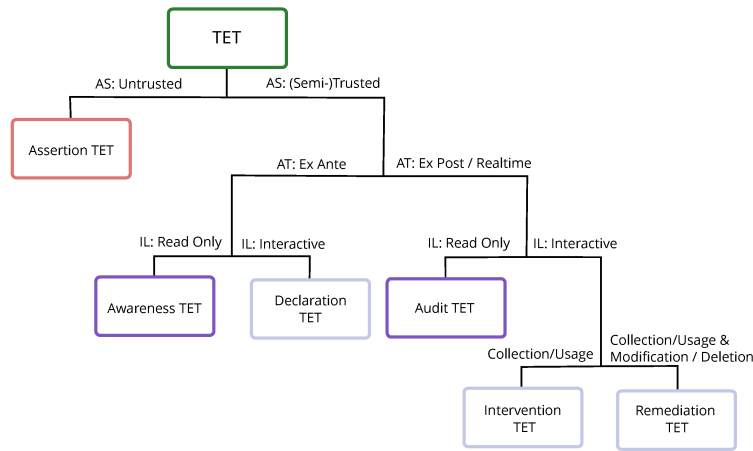 TET
AS: Untrusted
AS: (Semi-)Trusted
Assertion TET
AT: Ex Ante
AT: Ex Post / Realtime
IL: Read Only
IL: Interactive
IL: Read Only
IL: Interactive
Awareness TET
Declaration
TET
Audit TET
Collection/Usage
Collection/Usage &
Modification / Deletion
Intervention
TET
Remediation
TET